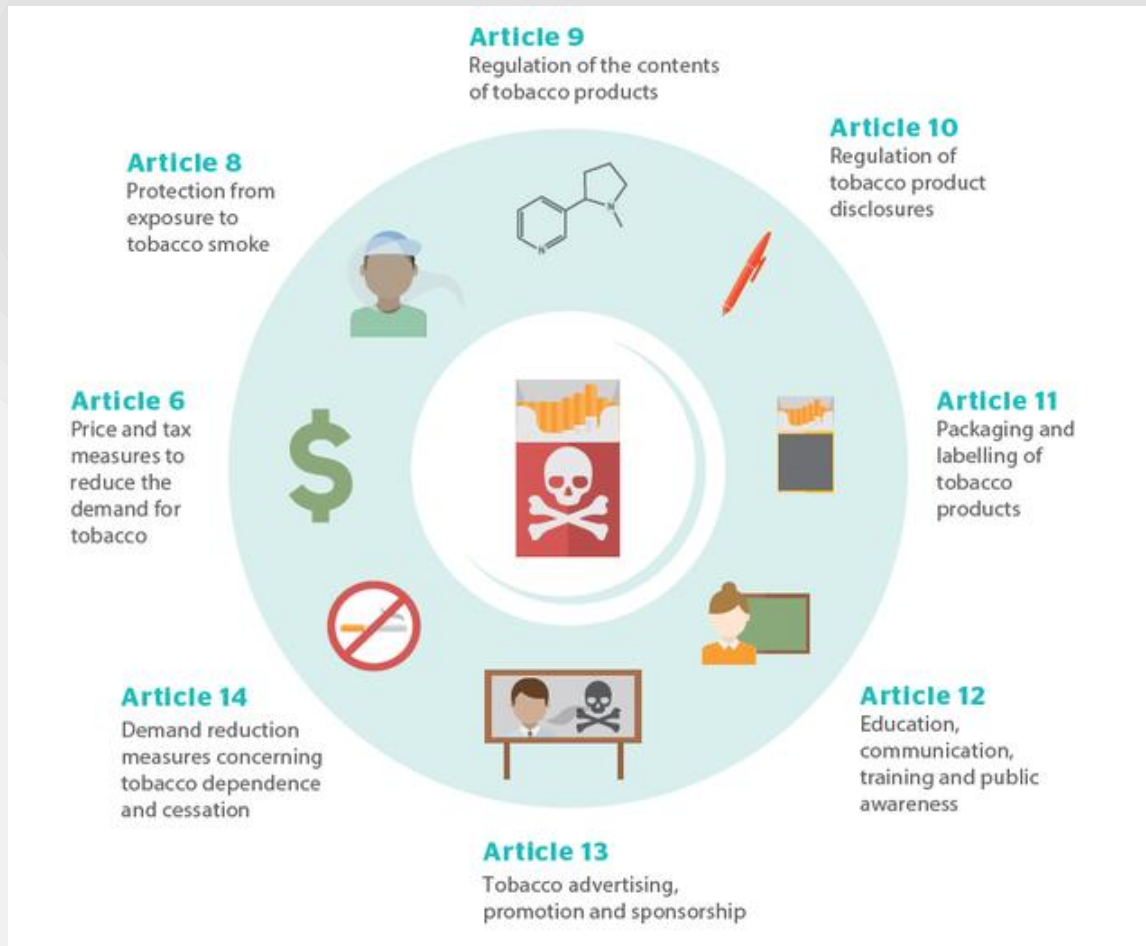 Article 9
Regulation of the contents
of tobacco products
Article 10
Regulation of
tobacco product
disclosures
Article 8
Protection from
exposure to
tobacco smoke
N
N
Article 6
Price and tax
measures to
reduce the
demand for
tobacco
$
Article 11
Packaging and
labelling of
tobacco
products
Article 14
Demand reduction
measures concerning
tobacco dependence
and cessation
Article 12
Education,
communication,
training and public
awareness
Article 13
Tobacco advertising,
promotion and sponsorship